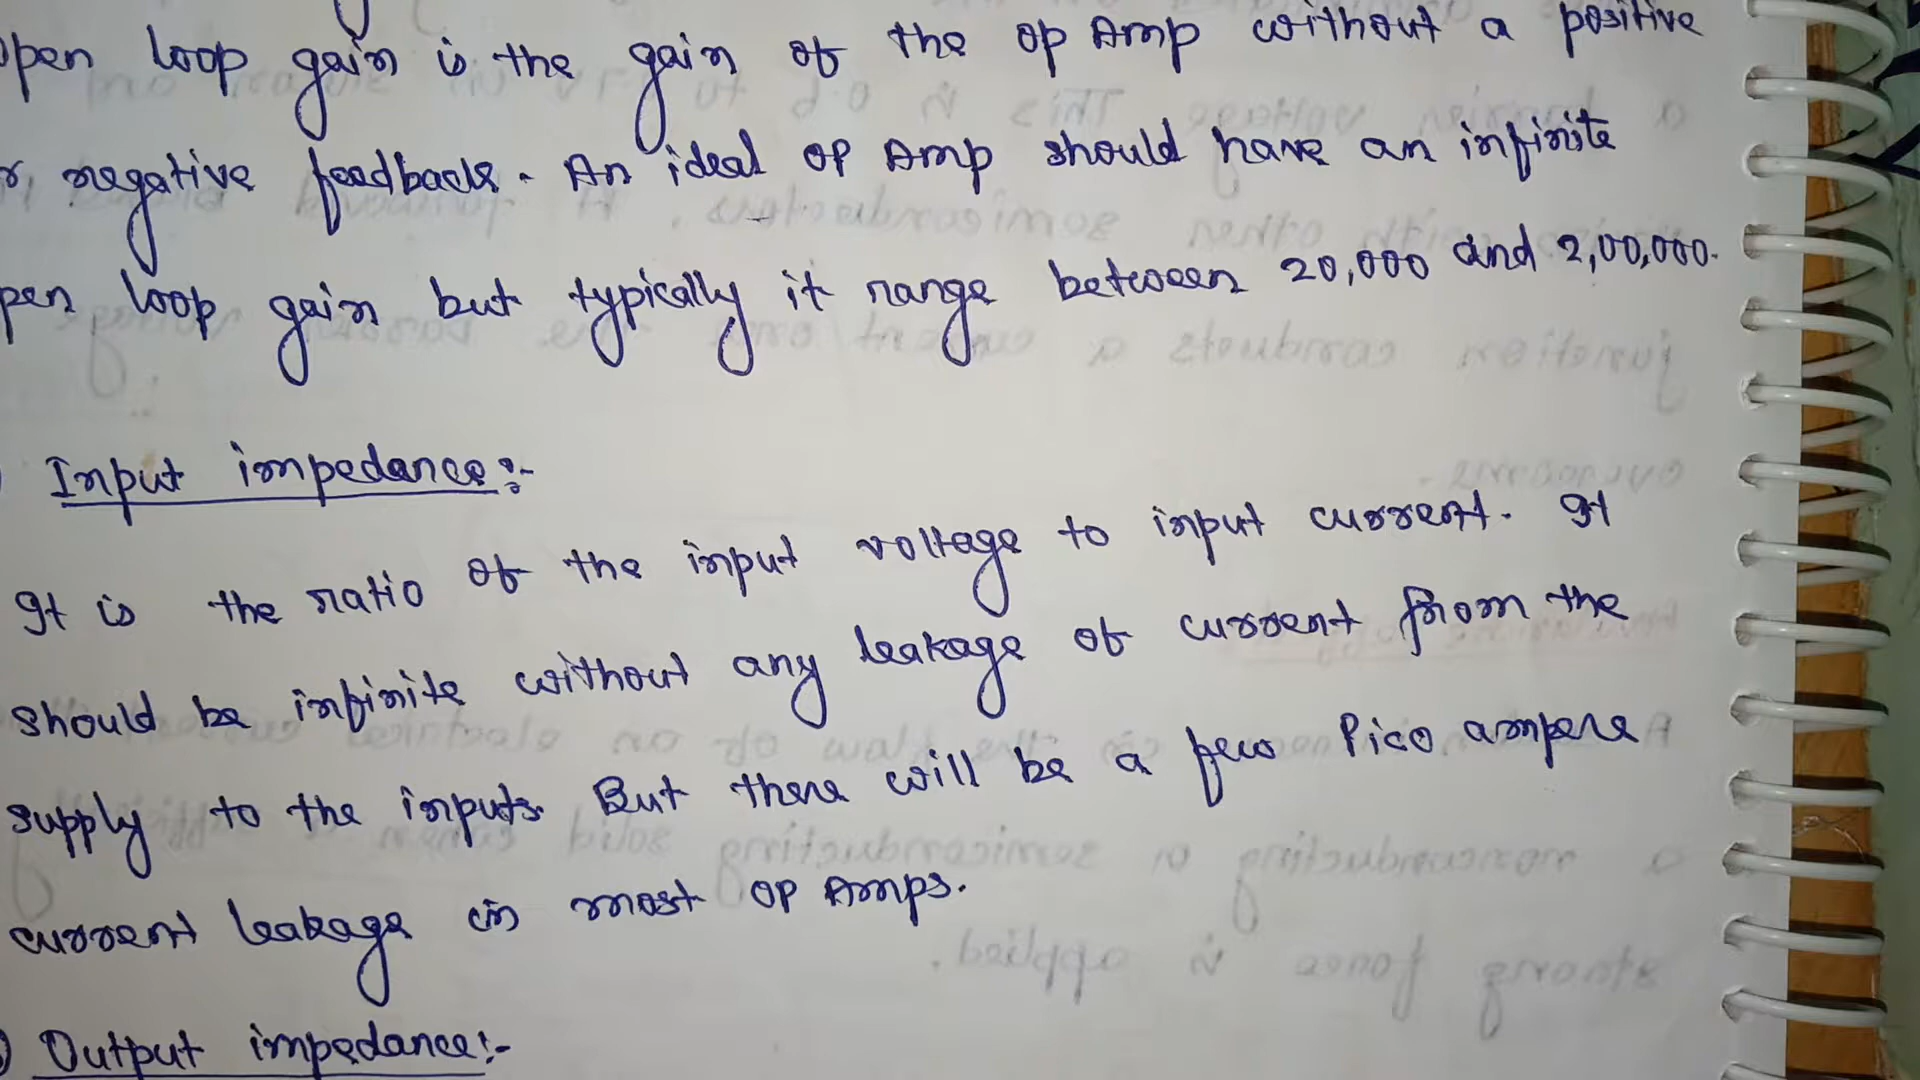 open loop gain is the gain of the op Amp without a positive
or negative feedback. An ideal OP Amp should have an infinite
open loop gain but typically it range between 20,000 and 2,00,000.
Input impedance:-
It is the ratio of the input voltage to input current. It
should be infinite without any leakage of current from the
supply to the inputs. But there will be a few Pico ampere
current leakage in most OP Amps.
Output impedance:-